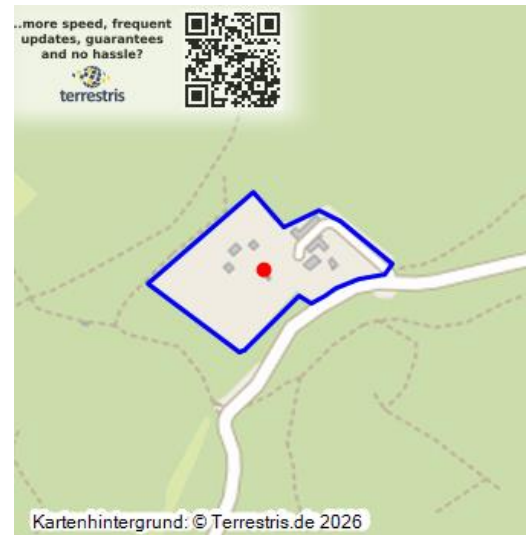 ..more speed, frequent
updates, guarantees
and no hassle?
terrestris
Kartenhintergrund: © Terrestris.de 2026